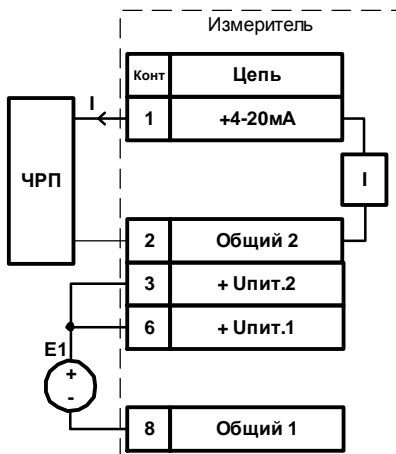 Измеритель
Конт Цепь
I
1 +4-20мА
ЧРП
I
2 Общий 2
3 + Uпит.2
6 + Uпит.1
E1
+
-
8 Общий 1